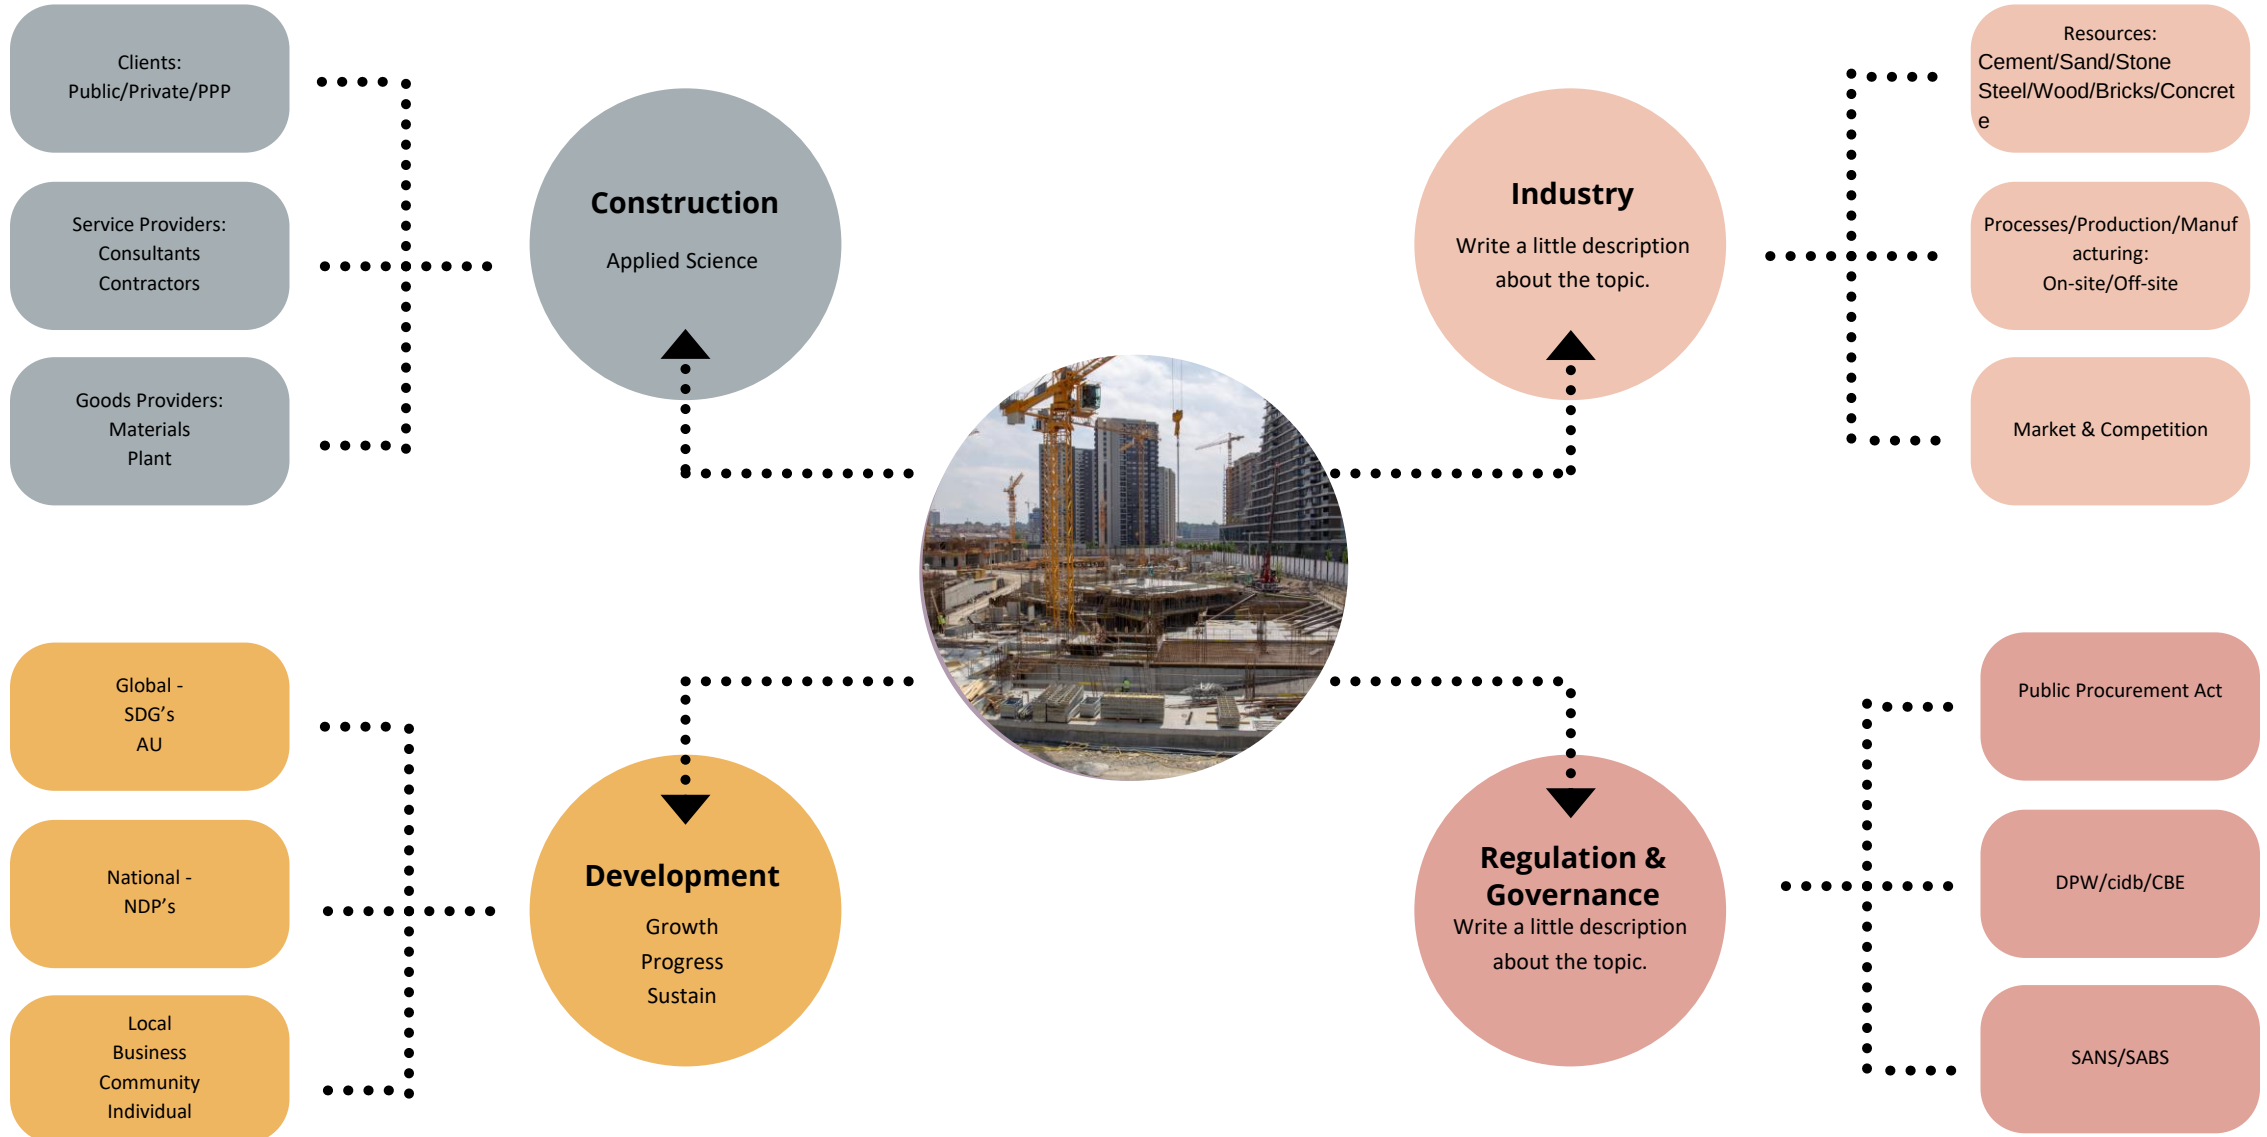 Clients:
Public/Private/PPP
Service Providers:
Consultants
Contractors
Goods Providers:
Materials
Plant
Construction
Applied Science
Industry
Write a little description
about the topic.
Resources:
Cement/Sand/Stone
Steel/Wood/Bricks/Concret
e
Processes/Production/Manuf
acturing:
On-site/Off-site
Market & Competition
Global -
SDG’s
AU
National -
NDP’s
Local
Business
Community
Individual
Development
Growth
Progress
Sustain
Regulation &
Governance
Write a little description
about the topic.
Public Procurement Act
DPW/cidb/CBE
SANS/SABS